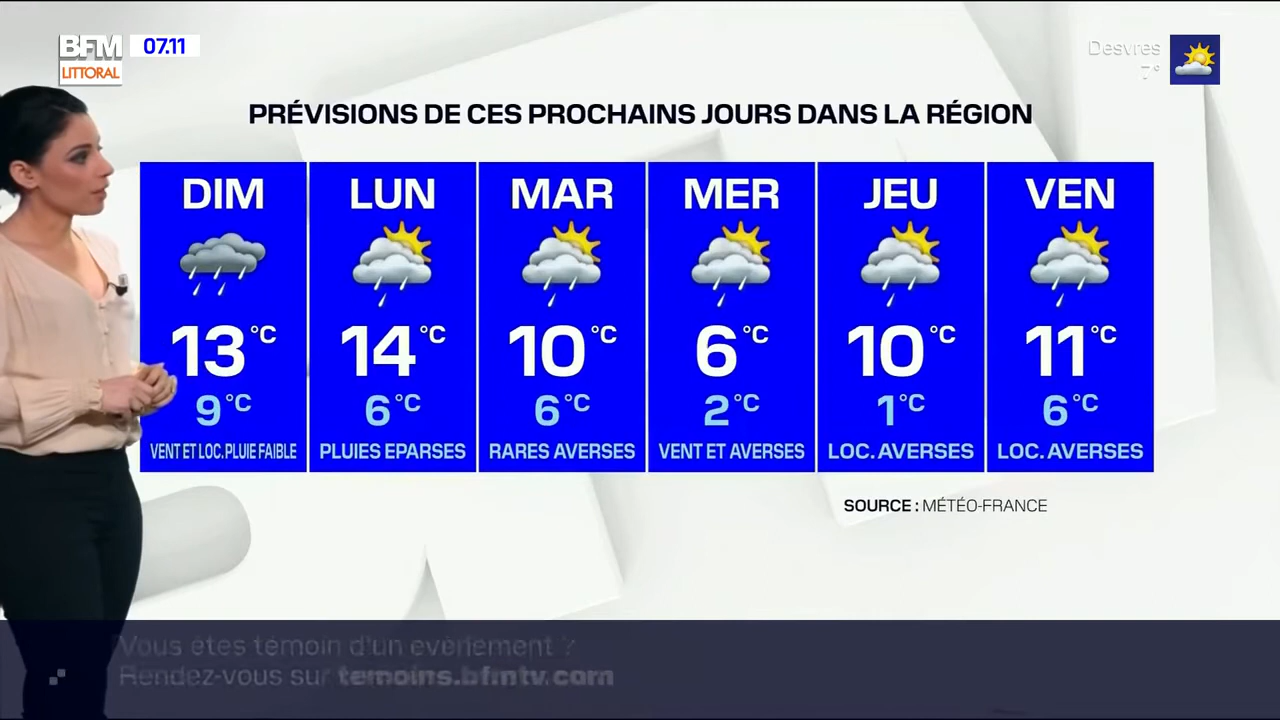 BFM
LITTORAL
07.11
Desvres
7°
PRÉVISIONS DE CES PROCHAINS JOURS DANS LA RÉGION
DIM LUN MAR MER JEU VEN
13°C 14°C 10°C 6°C 10°C 11°C
9°C 6°C 6°C 2°C 1°C 6°C
VENT ET LOC. PLUIE FAIBLE PLUIES EPARSES RARES AVERSES VENT ET AVERSES LOC. AVERSES LOC. AVERSES
SOURCE : MÉTÉO-FRANCE
Vous êtes témoin d'un evènement ?
Rendez-vous sur temoins.bfmtv.com